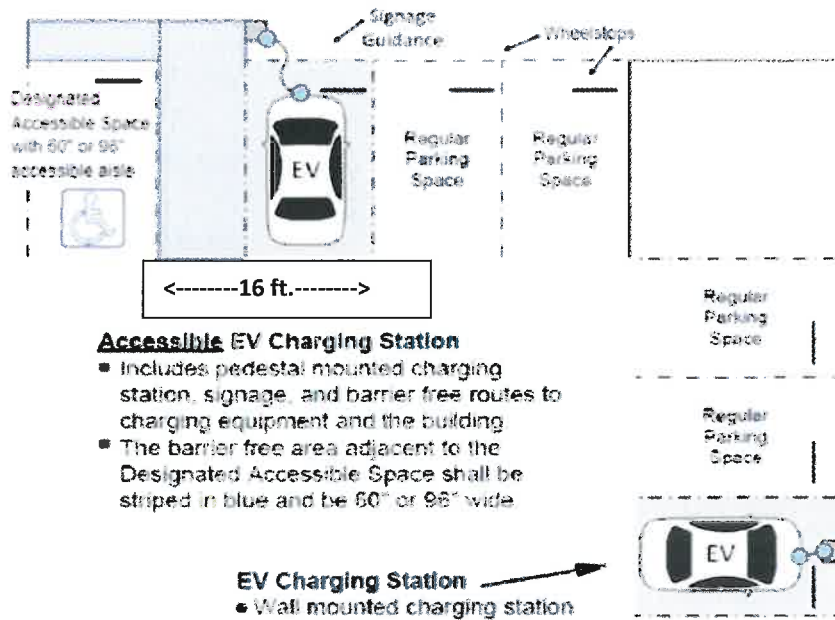 Signage
Guidance
Wheelstops
Designated
Accessible Space
with 60" or 96"
accessible aisle
EV
Regular
Parking
Space
Regular
Parking
Space
<--------16 ft.-------->
Regular
Parking
Space
Accessible EV Charging Station
▪ Includes pedestal mounted charging
station, signage, and barrier free routes to
charging equipment and the building
▪ The barrier free area adjacent to the
Designated Accessible Space shall be
striped in blue and be 60" or 96" wide
Regular
Parking
Space
EV
EV Charging Station
• Wall mounted charging station